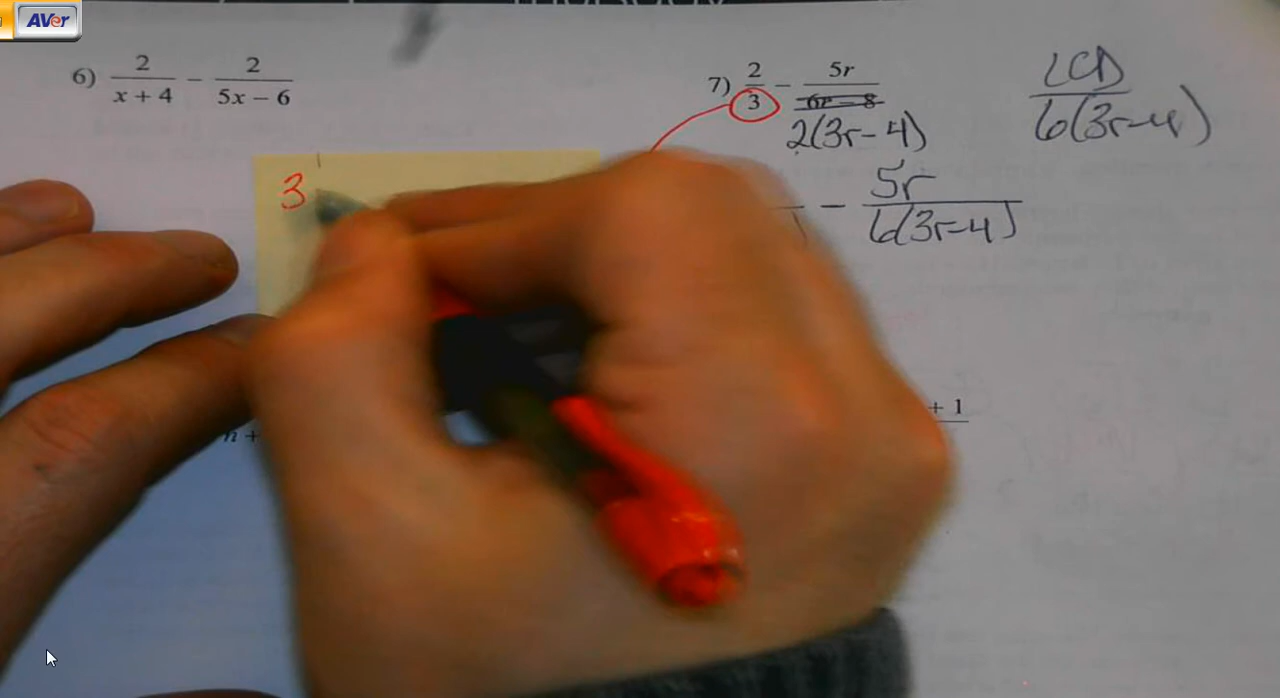 AVer
6) 2/(x + 4) − 2/(5x − 6)
7) 2/3 − 5r/(6r − 8)
2(3r−4)
LCD
6(3r−4)
3
− 5r/(6(3r−4))
n +
+ 1